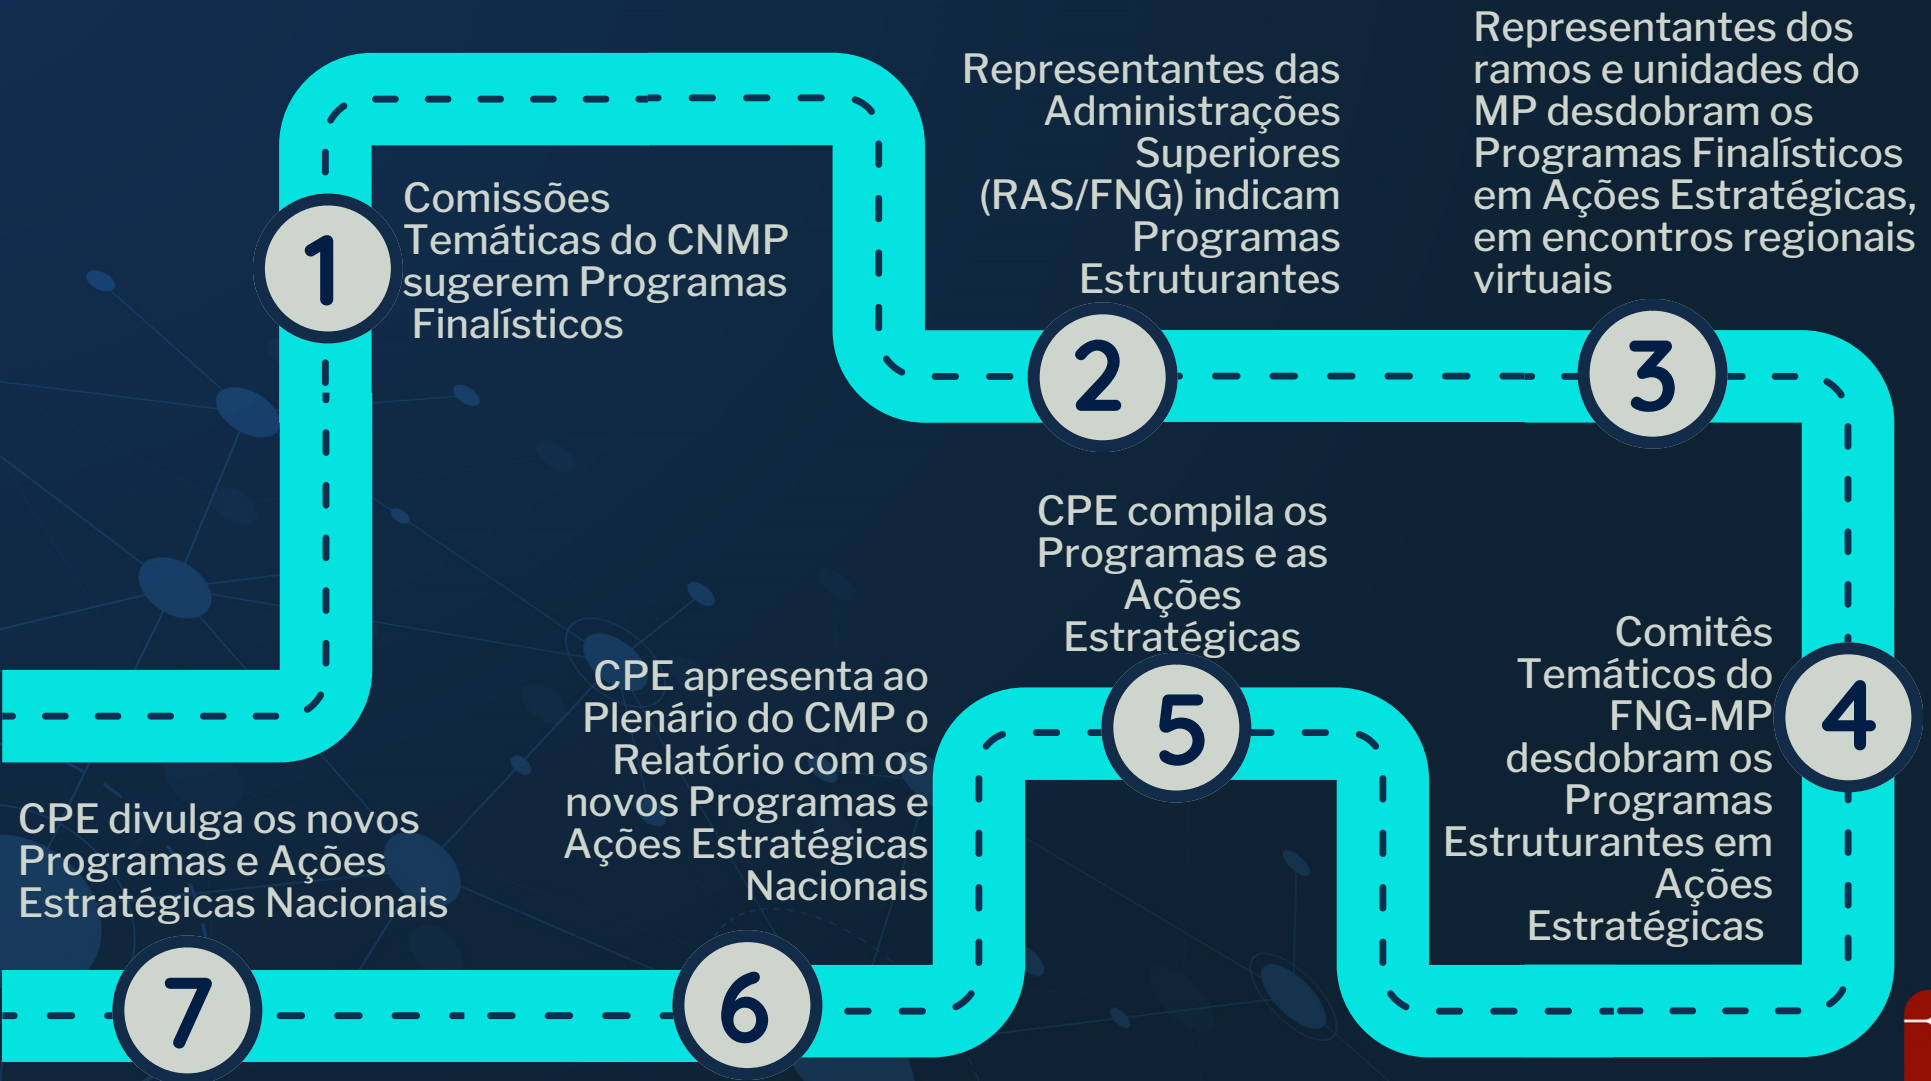 1
Comissões
Temáticas do CNMP
sugerem Programas
Finalísticos
Representantes das
Administrações
Superiores
(RAS/FNG) indicam
Programas
Estruturantes
2
Representantes dos
ramos e unidades do
MP desdobram os
Programas Finalísticos
em Ações Estratégicas,
em encontros regionais
virtuais
3
Comitês
Temáticos do
FNG-MP
desdobram os
Programas
Estruturantes em
Ações
Estratégicas
4
CPE compila os
Programas e as
Ações
Estratégicas
5
CPE apresenta ao
Plenário do CMP o
Relatório com os
novos Programas e
Ações Estratégicas
Nacionais
6
CPE divulga os novos
Programas e Ações
Estratégicas Nacionais
7